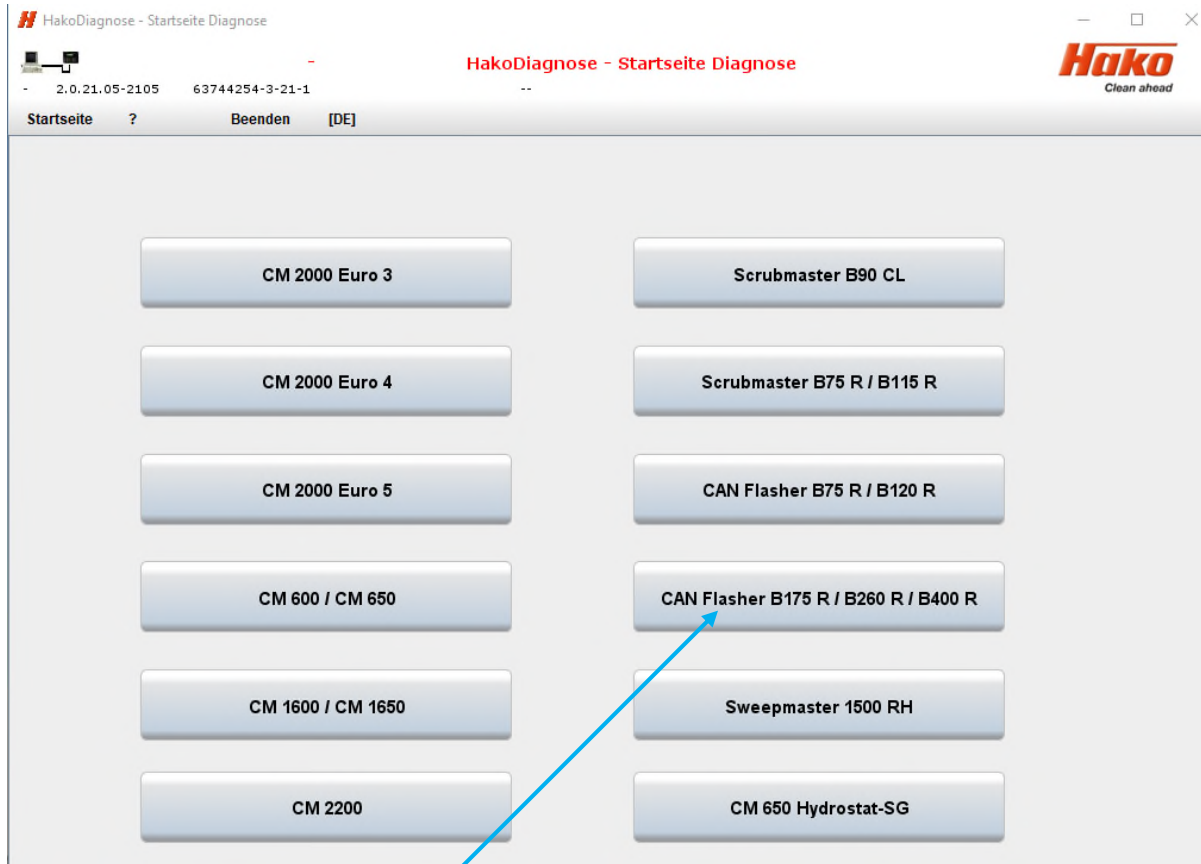 HakoDiagnose - Startseite Diagnose
- HakoDiagnose - Startseite Diagnose
Hako
Clean ahead
- 2.0.21.05-2105 63744254-3-21-1 --
Startseite ? Beenden [DE]
CM 2000 Euro 3
Scrubmaster B90 CL
CM 2000 Euro 4
Scrubmaster B75 R / B115 R
CM 2000 Euro 5
CAN Flasher B75 R / B120 R
CM 600 / CM 650
CAN Flasher B175 R / B260 R / B400 R
CM 1600 / CM 1650
Sweepmaster 1500 RH
CM 2200
CM 650 Hydrostat-SG